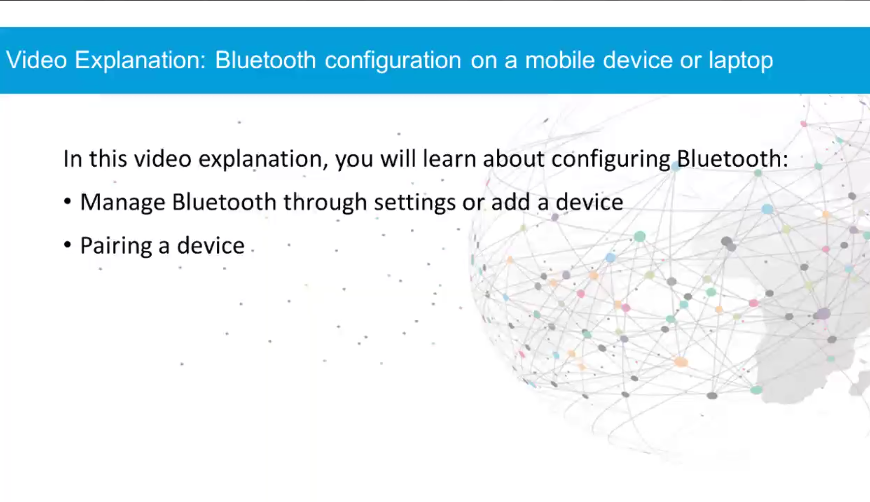 Video Explanation: Bluetooth configuration on a mobile device or laptop
In this video explanation, you will learn about configuring Bluetooth:
• Manage Bluetooth through settings or add a device
• Pairing a device